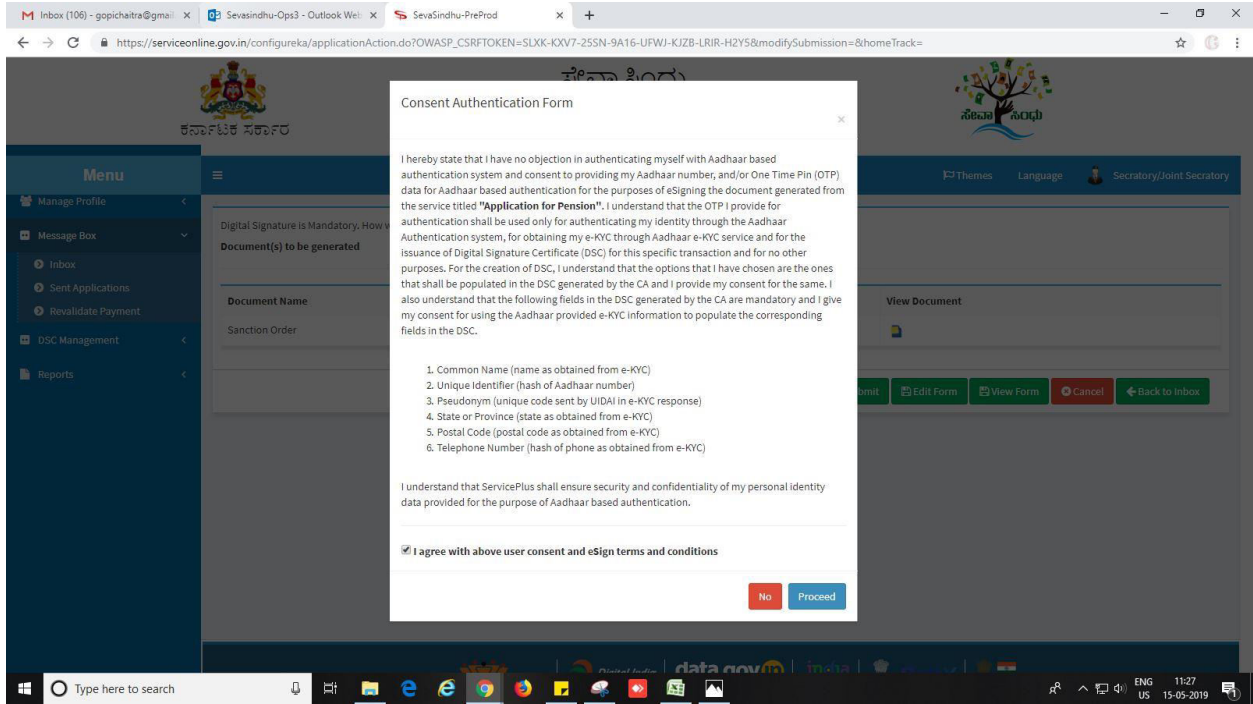 Inbox (106) - gopichaitra@gmail
Sevasindhu-Ops3 - Outlook Web
SevaSindhu-PreProd
https://serviceonline.gov.in/configureka/applicationAction.do?OWASP_CSRFTOKEN=SLXK-KXV7-25SN-9A16-UFWJ-KJZB-LRIR-H2Y5&modifySubmission=&homeTrack=
ಕರ್ನಾಟಕ ಸರ್ಕಾರ
ಸೇವಾ ಸಿಂಧು
ಸೇವಾ ಸಿಂಧು
Menu
Themes Language Secratory/Joint Secratory
Manage Profile
Message Box
Inbox
Sent Applications
Revalidate Payment
DSC Management
Reports
Digital Signature is Mandatory. How
Document(s) to be generated
Document Name View Document
Sanction Order
bmit Edit Form View Form Cancel Back to Inbox
Consent Authentication Form
×
I hereby state that I have no objection in authenticating myself with Aadhaar based
authentication system and consent to providing my Aadhaar number, and/or One Time Pin (OTP)
data for Aadhaar based authentication for the purposes of eSigning the document generated from
the service titled "Application for Pension". I understand that the OTP I provide for
authentication shall be used only for authenticating my identity through the Aadhaar
Authentication system, for obtaining my e-KYC through Aadhaar e-KYC service and for the
issuance of Digital Signature Certificate (DSC) for this specific transaction and for no other
purposes. For the creation of DSC, I understand that the options that I have chosen are the ones
that shall be populated in the DSC generated by the CA and I provide my consent for the same. I
also understand that the following fields in the DSC generated by the CA are mandatory and I give
my consent for using the Aadhaar provided e-KYC information to populate the corresponding
fields in the DSC.
1. Common Name (name as obtained from e-KYC)
2. Unique Identifier (hash of Aadhaar number)
3. Pseudonym (unique code sent by UIDAI in e-KYC response)
4. State or Province (state as obtained from e-KYC)
5. Postal Code (postal code as obtained from e-KYC)
6. Telephone Number (hash of phone as obtained from e-KYC)
I understand that ServicePlus shall ensure security and confidentiality of my personal identity
data provided for the purpose of Aadhaar based authentication.
I agree with above user consent and eSign terms and conditions
No Proceed
Digital India data.gov in india
Type here to search
ENG 11:27
US 15-05-2019